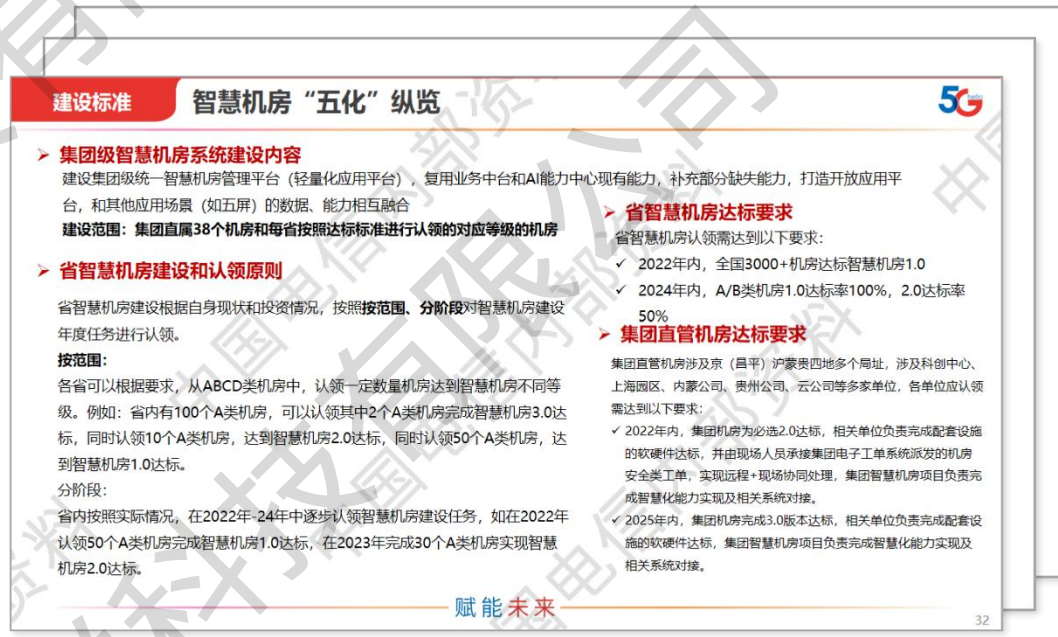 建设标准
智慧机房“五化”纵览
5G
hello
➤ 集团级智慧机房系统建设内容
建设集团级统一智慧机房管理平台（轻量化应用平台），复用业务中台和AI能力中心现有能力，补充部分缺失能力，打造开放应用平
台，和其他应用场景（如五屏）的数据、能力相互融合
建设范围：集团直属38个机房和每省按照达标标准进行认领的对应等级的机房
➤ 省智慧机房建设和认领原则
省智慧机房建设根据自身现状和投资情况，按照按范围、分阶段对智慧机房建设
年度任务进行认领。
按范围：
各省可以根据要求，从ABCD类机房中，认领一定数量机房达到智慧机房不同等
级。例如：省内有100个A类机房，可以认领其中2个A类机房完成智慧机房3.0达
标，同时认领10个A类机房，达到智慧机房2.0达标，同时认领50个A类机房，达
到智慧机房1.0达标。
分阶段：
省内按照实际情况，在2022年-24年中逐步认领智慧机房建设任务，如在2022年
认领50个A类机房完成智慧机房1.0达标，在2023年完成30个A类机房实现智慧
机房2.0达标。
➤ 省智慧机房达标要求
省智慧机房认领需达到以下要求：
✓ 2022年内，全国3000+机房达标智慧机房1.0
✓ 2024年内，A/B类机房1.0达标率100%，2.0达标率
50%
➤ 集团直管机房达标要求
集团直管机房涉及京（昌平）沪蒙贵四地多个局址，涉及科创中心、
上海园区、内蒙公司、贵州公司、云公司等多家单位，各单位应认领
需达到以下要求：
✓ 2022年内，集团机房为必选2.0达标，相关单位负责完成配套设施
的软硬件达标，并由现场人员承接集团电子工单系统派发的机房
安全类工单，实现远程+现场协同处理，集团智慧机房项目负责完
成智慧化能力实现及相关系统对接。
✓ 2025年内，集团机房完成3.0版本达标，相关单位负责完成配套设
施的软硬件达标，集团智慧机房项目负责完成智慧化能力实现及
相关系统对接。
赋能未来
32
中国电信内部资料
科技有限公司